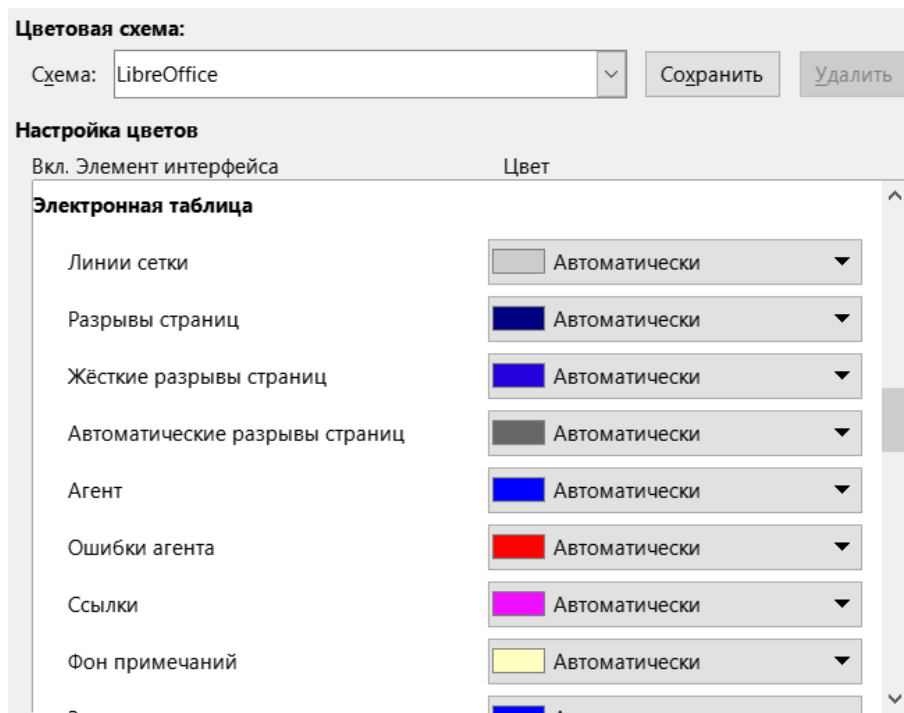 Цветовая схема:
Схема: LibreOffice Сохранить Удалить
Настройка цветов
Вкл. Элемент интерфейса Цвет
Электронная таблица
Линии сетки Автоматически
Разрывы страниц Автоматически
Жёсткие разрывы страниц Автоматически
Автоматические разрывы страниц Автоматически
Агент Автоматически
Ошибки агента Автоматически
Ссылки Автоматически
Фон примечаний Автоматически